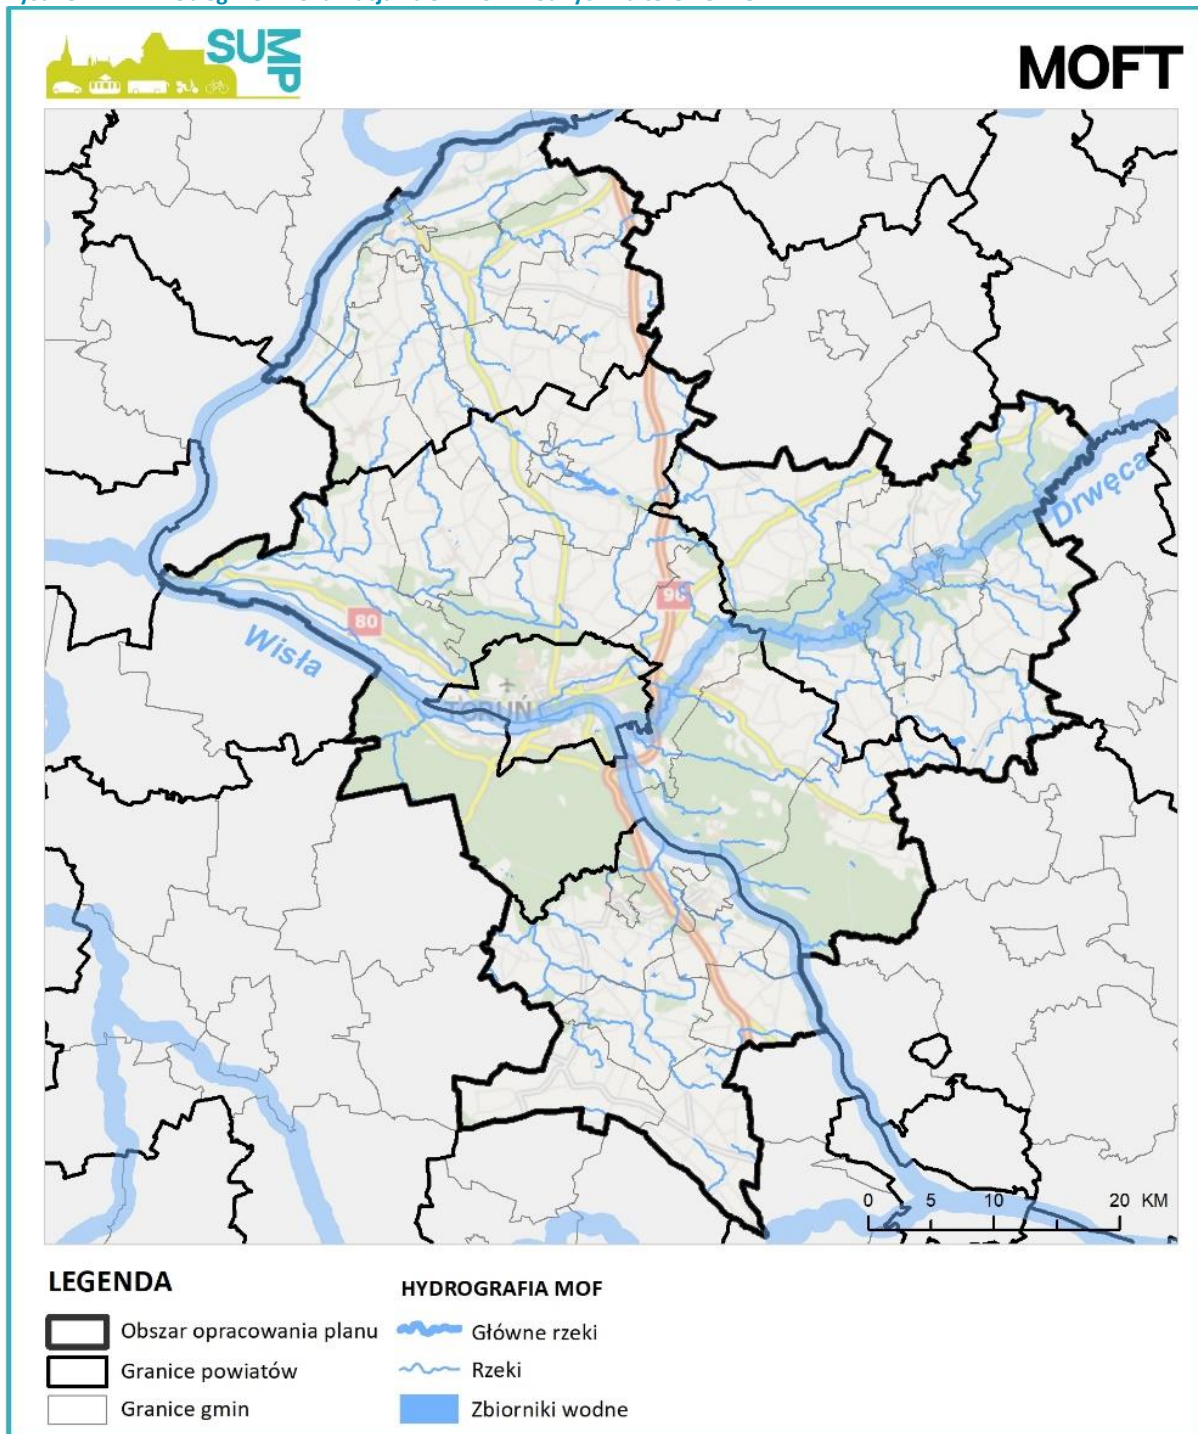 SUMP
MOFT
Drwęca
96
80
Wisła
TORUŃ
0 5 10 20 KM
LEGENDA
HYDROGRAFIA MOF
Obszar opracowania planu
Główne rzeki
Granice powiatów
Rzeki
Granice gmin
Zbiorniki wodne